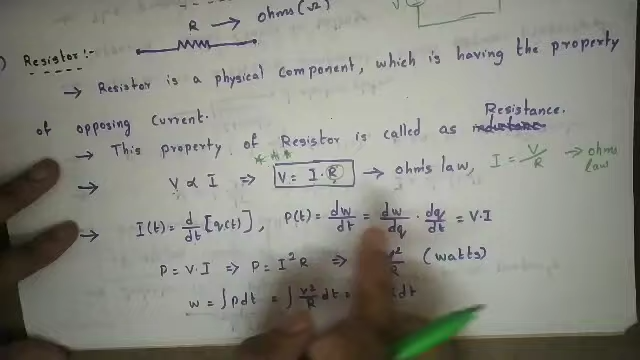 R → Ohms (Ω)
Resistor :-
→ Resistor is a physical component, which is having the property
of opposing current.
→ This property of Resistor is called as Resistance.
→ V ∝ I ⇒ *** V = I · R → ohm's law, I = V/R → ohms law
→ I(t) = d/dt [q(t)], P(t) = dw/dt = dw/dq · dq/dt = V·I
P = V·I ⇒ P = I²R ⇒ V²/R (watts)
w = ∫pdt = ∫ V²/R dt = dt